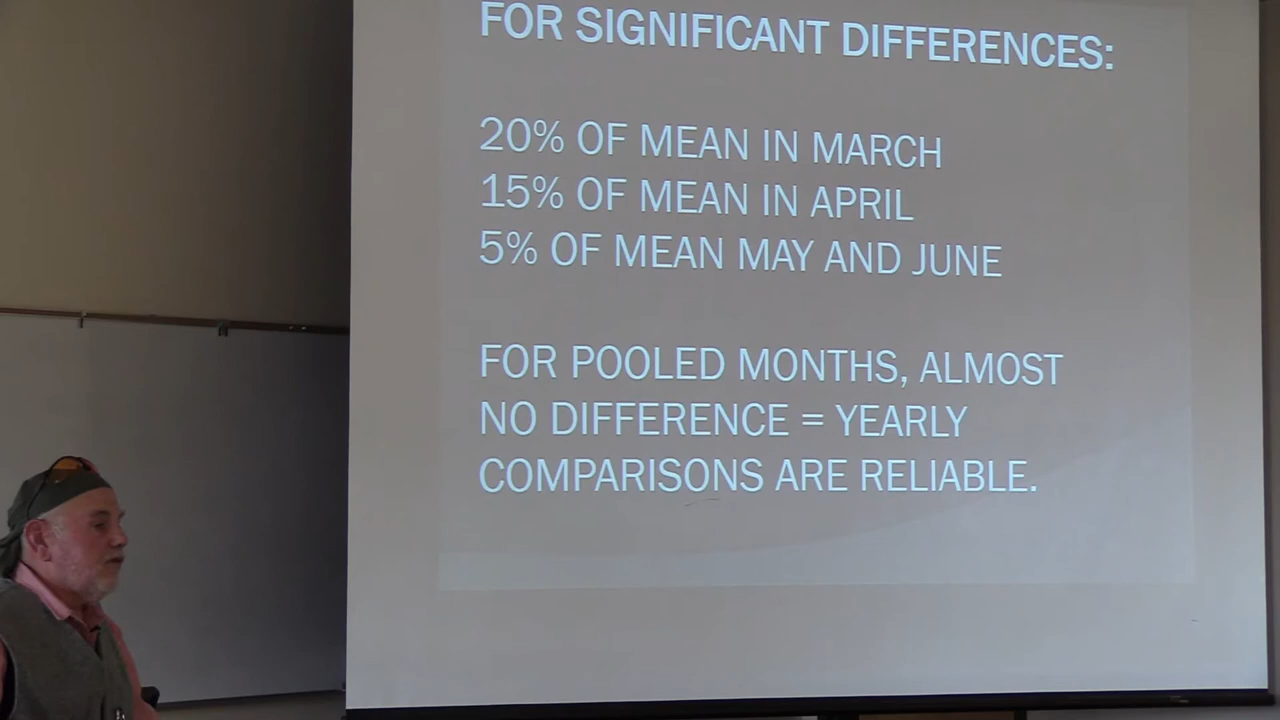 FOR SIGNIFICANT DIFFERENCES:
20% OF MEAN IN MARCH
15% OF MEAN IN APRIL
5% OF MEAN MAY AND JUNE
FOR POOLED MONTHS, ALMOST
NO DIFFERENCE = YEARLY
COMPARISONS ARE RELIABLE.